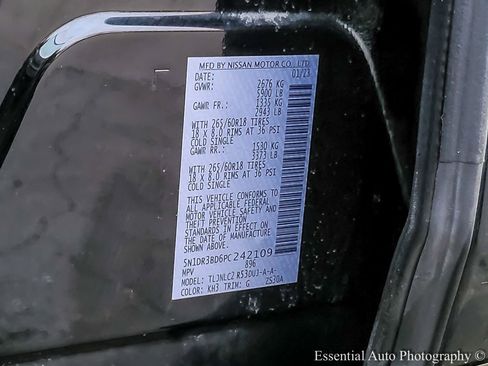 MFD BY NISSAN MOTOR CO., LTD.
DATE: 01/23
GVWR: 2676 KG
5900 LB
GAWR FR.: 1335 KG
2943 LB
WITH 265/60R18 TIRES
18 X 8.0 RIMS AT 36 PSI
COLD SINGLE
GAWR RR.: 1530 KG
3373 LB
WITH 265/60R18 TIRES
18 X 8.0 RIMS AT 36 PSI
COLD SINGLE
THIS VEHICLE CONFORMS TO
ALL APPLICABLE FEDERAL
MOTOR VEHICLE SAFETY AND
THEFT PREVENTION
STANDARDS IN EFFECT ON
THE DATE OF MANUFACTURE
SHOWN ABOVE.
5N1DR3BD6PC242109
MPV 896
MODEL: TLJNLC2 R530UJ-A-A-
COLOR: KH3 TRIM: G ZS30A
Essential Auto Photography ©